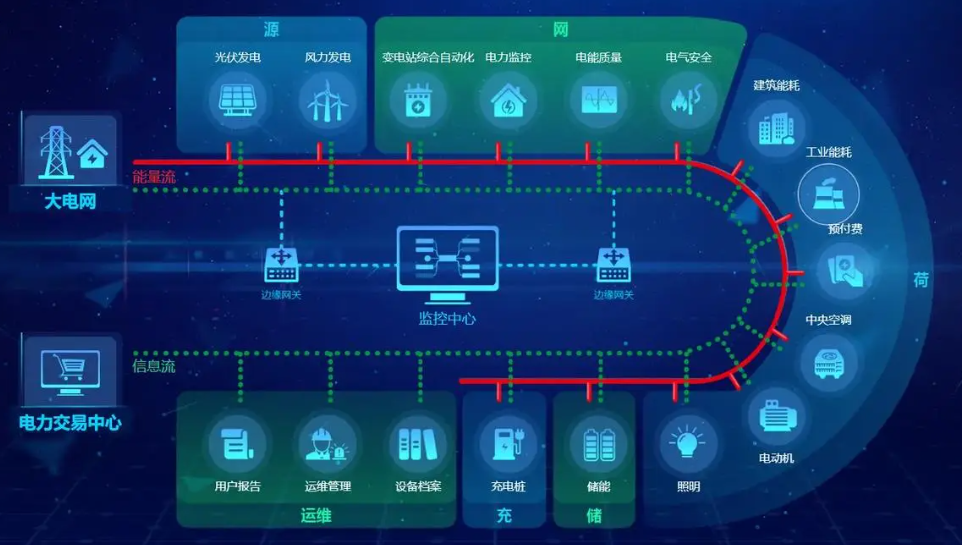 源
网
光伏发电
风力发电
变电站综合自动化
电力监控
电能质量
电气安全
建筑能耗
工业能耗
大电网
能量流
预付费
荷
边缘网关
监控中心
边缘网关
中央空调
信息流
电力交易中心
电动机
用户报告
运维管理
设备档案
充电桩
储能
照明
运维
充
储